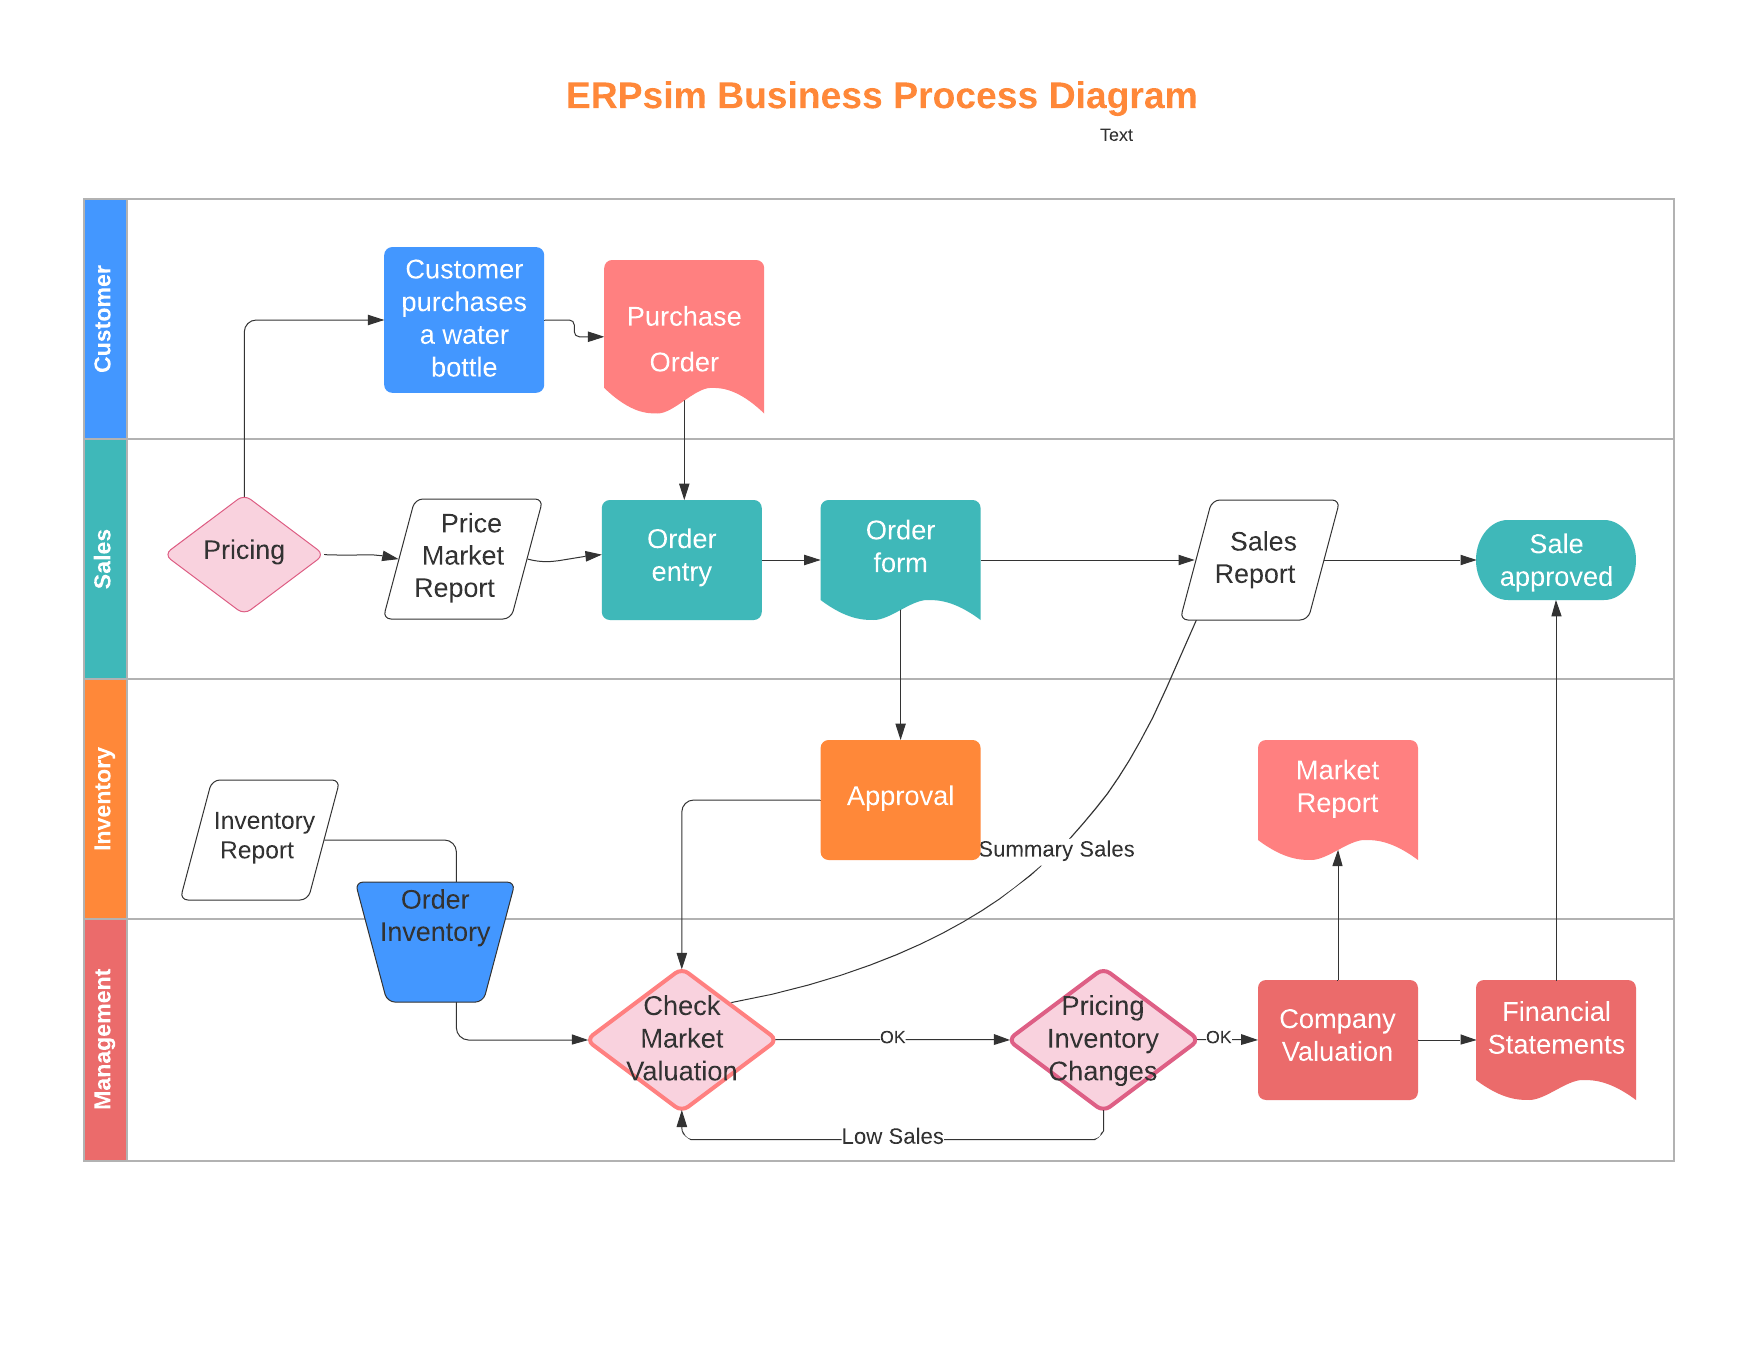 ERPsim Business Process Diagram
Text
Customer
Customer
purchases
a water
bottle
Purchase
Order
Sales
Pricing
Price
Market
Report
Order
entry
Order
form
Sales
Report
Sale
approved
Inventory
Inventory
Report
Order
Inventory
Approval
Summary Sales
Market
Report
Management
Check
Market
Valuation
OK
Pricing
Inventory
Changes
OK
Company
Valuation
Financial
Statements
Low Sales